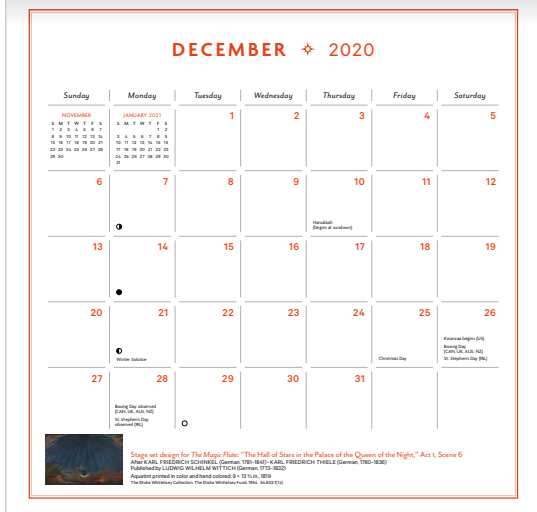 DECEMBER 2020
Sunday Monday Tuesday Wednesday Thursday Friday Saturday
NOVEMBER
S M T W T F S
1 2 3 4 5 6 7
8 9 10 11 12 13 14
15 16 17 18 19 20 21
22 23 24 25 26 27 28
29 30
JANUARY 2021
S M T W T F S
1 2
3 4 5 6 7 8 9
10 11 12 13 14 15 16
17 18 19 20 21 22 23
24 25 26 27 28 29 30
31
1 2 3 4 5
6 7 8 9 10 11 12
Hanukkah
(begins at sundown)
13 14 15 16 17 18 19
20 21 22 23 24 25 26
Winter Solstice
Christmas Day
Kwanzaa begins (US)
Boxing Day
(CAN, UK, AUS, NZ)
St. Stephen's Day (IRL)
27 28 29 30 31
Boxing Day observed
(CAN, UK, AUS, NZ)
St. Stephen's Day
observed (IRL)
Stage set design for The Magic Flute: "The Hall of Stars in the Palace of the Queen of the Night," Act 1, Scene 6
After KARL FRIEDRICH SCHINKEL (German, 1781–1841) • KARL FRIEDRICH THIELE (German, 1780–1836)
Published by LUDWIG WILHELM WITTICH (German, 1773–1832)
Aquatint printed in color and hand colored; 9 × 13 ⅝ in., 1819
The Elisha Whittelsey Collection, The Elisha Whittelsey Fund, 1954 54.602.1(14)